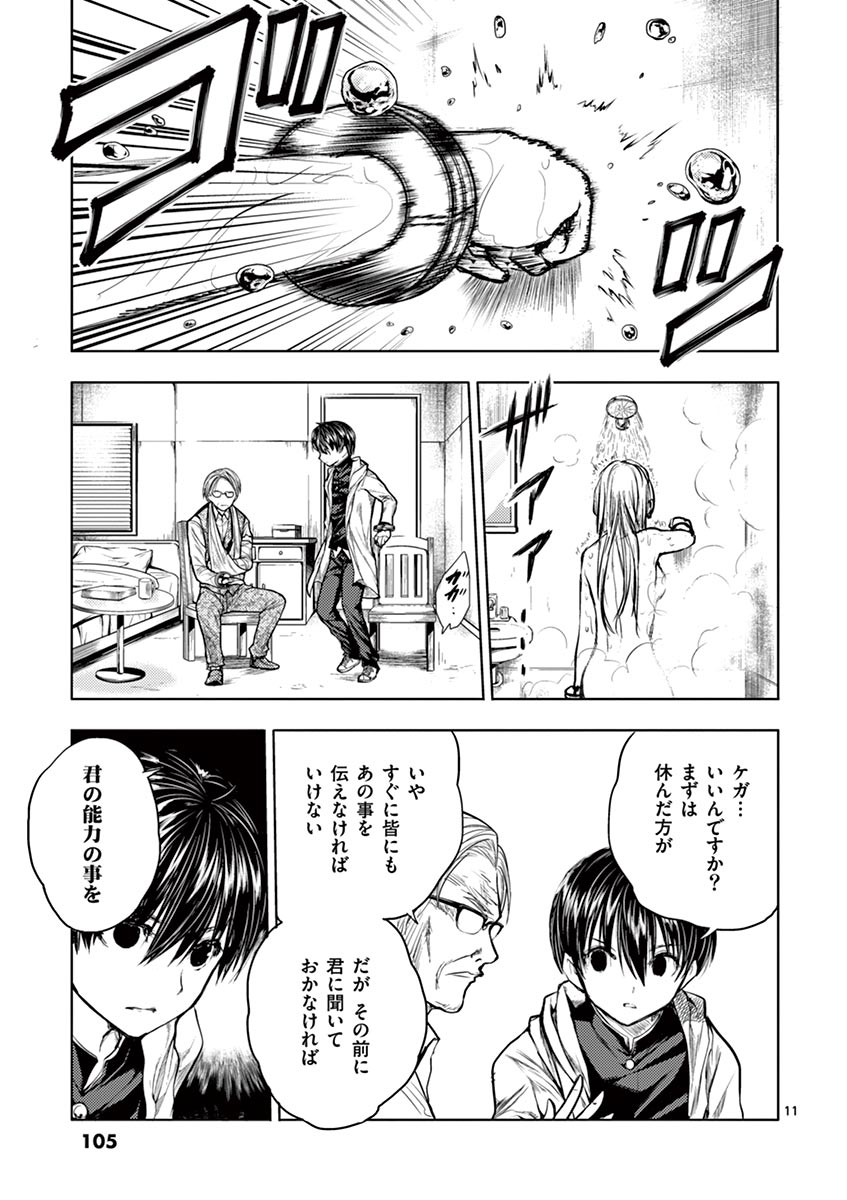 ゴ
ゴッ
ザアァァ
ケガ…
いいんですか?
まずは
休んだ方が
いや
すぐに皆にも
あの事を
伝えなければ
いけない
だが その前に
君に聞いて
おかなければ
君の能力の事を
11
105